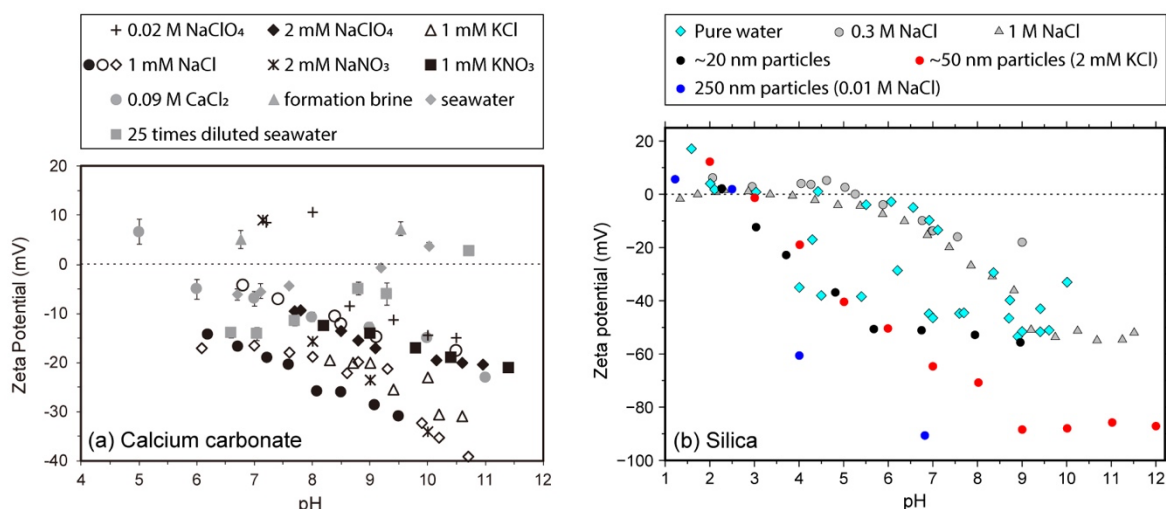 0.02 M NaClO₄ 2 mM NaClO₄ 1 mM KCl
1 mM NaCl 2 mM NaNO₃ 1 mM KNO₃
0.09 M CaCl₂ formation brine seawater
25 times diluted seawater
Zeta Potential (mV)
20
10
0
-10
-20
-30
-40
(a) Calcium carbonate
4 5 6 7 8 9 10 11 12
pH
Pure water 0.3 M NaCl 1 M NaCl
~20 nm particles ~50 nm particles (2 mM KCl)
250 nm particles (0.01 M NaCl)
Zeta potential (mV)
20
0
−20
−40
−60
−80
−100
(b) Silica
1 2 3 4 5 6 7 8 9 10 11 12
pH